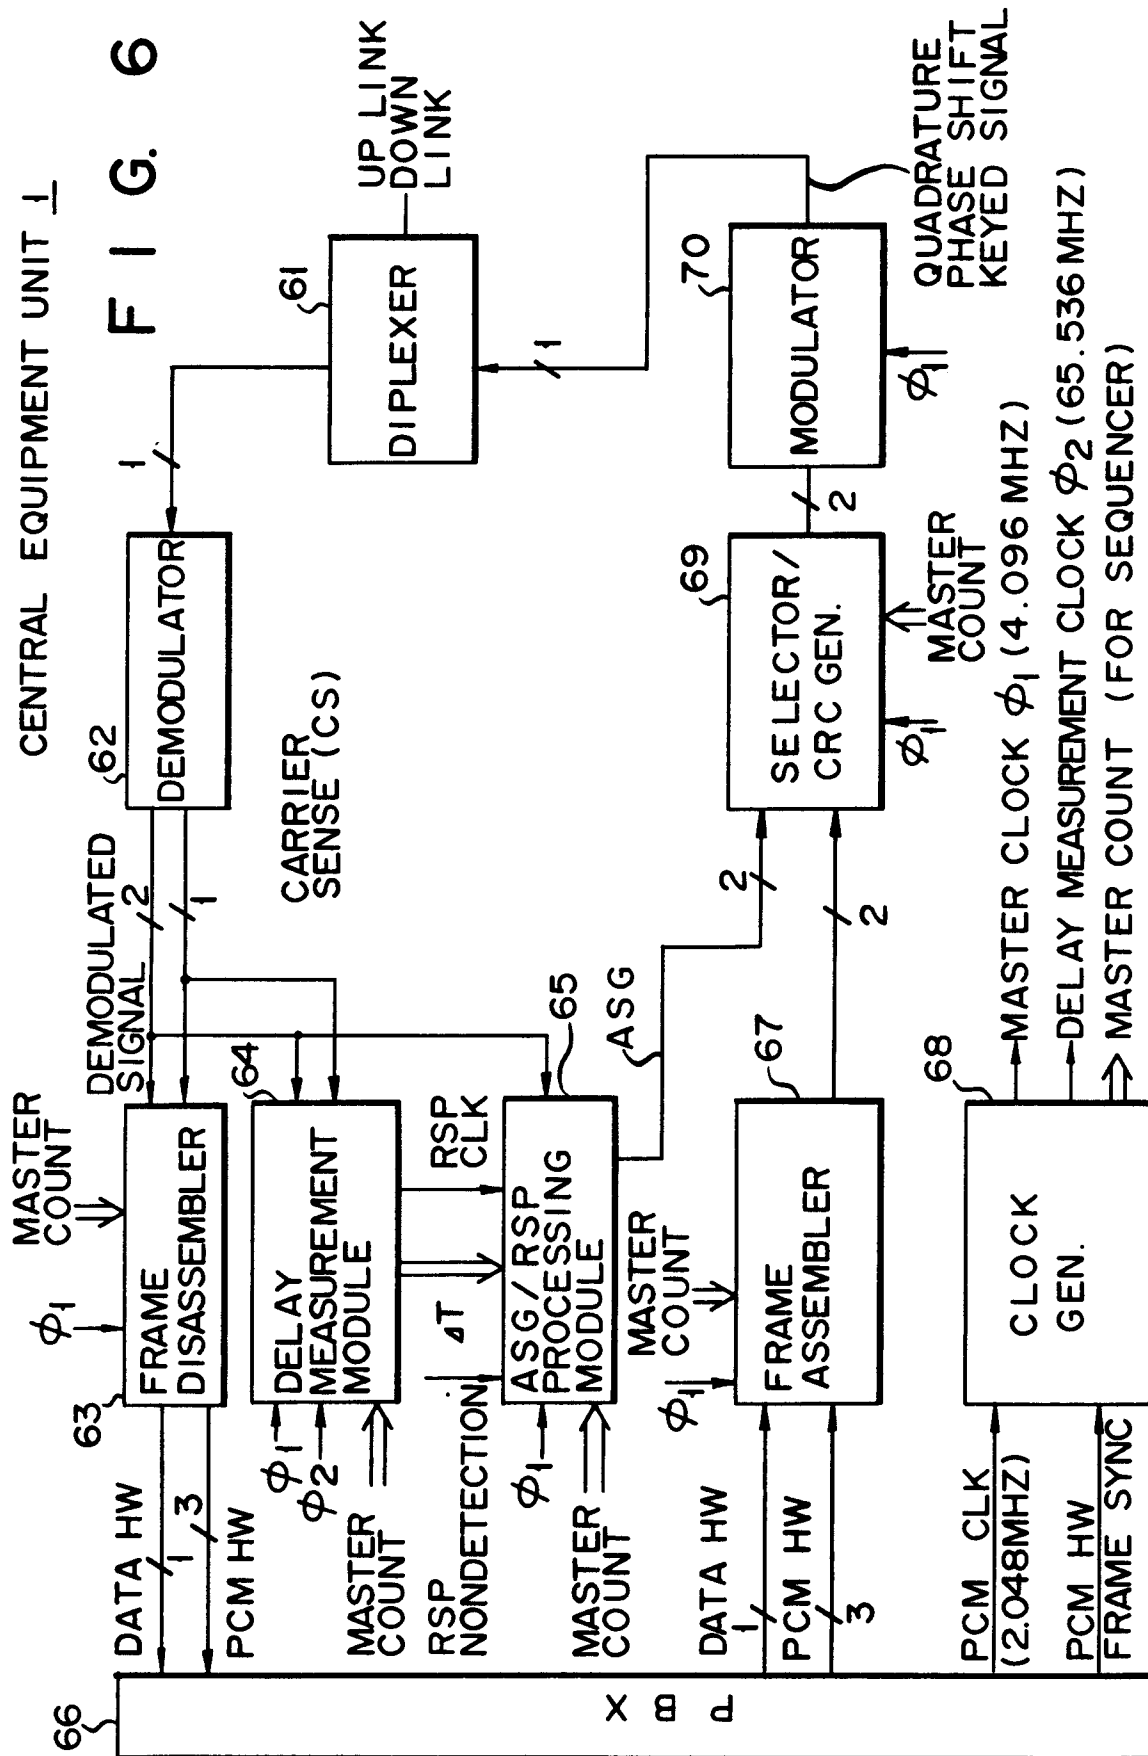 CENTRAL EQUIPMENT UNIT 1
FIG. 6
66
PBX
DATA HW
1
3
PCM HW
63
FRAME
DISASSEMBLER
φ1
MASTER
COUNT
DEMODULATED
SIGNAL
2
1
62
DEMODULATOR
CARRIER
SENSE (CS)
1
61
DIPLEXER
UP LINK
DOWN
LINK
64
DELAY
MEASUREMENT
MODULE
φ1
φ2
MASTER
COUNT
RSP
NONDETECTION
ΔT
RSP
CLK
65
ASG/RSP
PROCESSING
MODULE
φ1
MASTER
COUNT
ASG
2
DATA HW
1
PCM HW
3
67
FRAME
ASSEMBLER
φ1
MASTER
COUNT
2
69
SELECTOR/
CRC GEN.
φ1
MASTER
COUNT
2
70
MODULATOR
φ1
1
QUADRATURE
PHASE SHIFT
KEYED SIGNAL
PCM CLK
(2.048MHZ)
PCM HW
FRAME SYNC
68
CLOCK
GEN.
MASTER CLOCK φ1 (4.096 MHZ)
DELAY MEASUREMENT CLOCK φ2 (65.536 MHZ)
MASTER COUNT (FOR SEQUENCER)